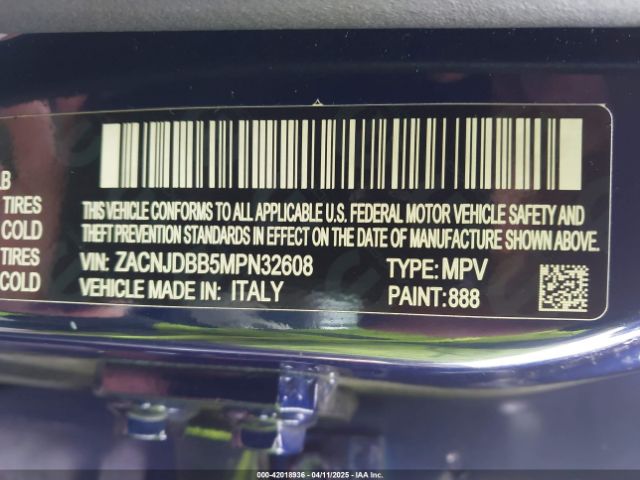 LB
TIRES
COLD
TIRES
COLD
THIS VEHICLE CONFORMS TO ALL APPLICABLE U.S. FEDERAL MOTOR VEHICLE SAFETY AND
THEFT PREVENTION STANDARDS IN EFFECT ON THE DATE OF MANUFACTURE SHOWN ABOVE.
VIN: ZACNJDBB5MPN32608 TYPE: MPV
VEHICLE MADE IN: ITALY PAINT: 888
000-42018936 - 04/11/2025 - IAA Inc.